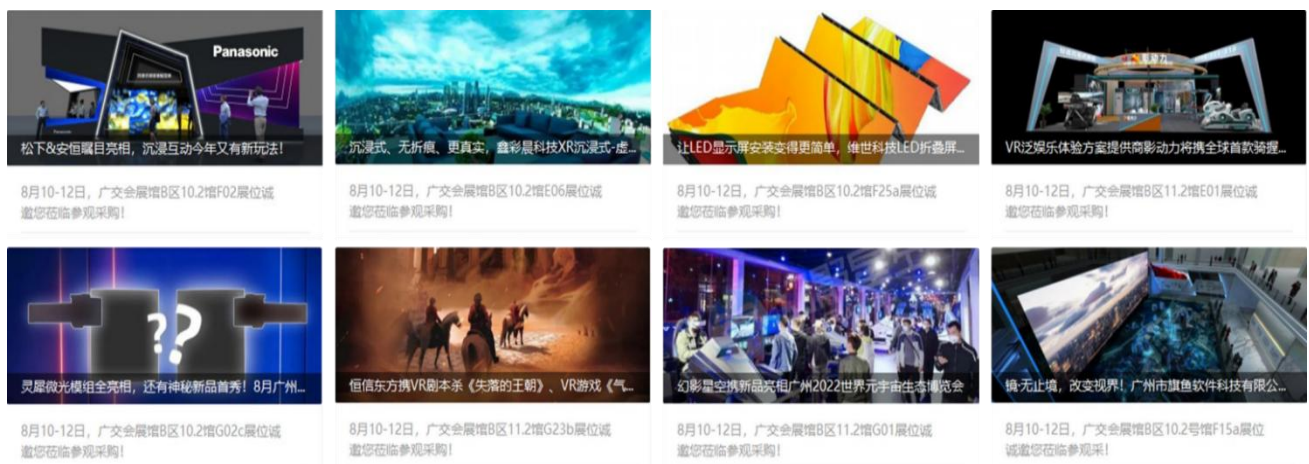 Panasonic
Panasonic
松下&安恒瞩目亮相，沉浸互动今年又有新玩法！
8月10-12日，广交会展馆B区10.2馆F02展位诚
邀您莅临参观采购！
沉浸式、无折痕、更真实，鑫彩晨科技XR沉浸式-虚...
8月10-12日，广交会展馆B区10.2馆E06展位诚
邀您莅临参观采购！
让LED显示屏安装变得更简单，维世科技LED折叠屏...
8月10-12日，广交会展馆B区10.2馆F25a展位诚
邀您莅临参观采购！
影动力
VR泛娱乐体验方案提供商影动力将携全球首款骑握...
8月10-12日，广交会展馆B区11.2馆E01展位诚
邀您莅临参观采购！
??
灵犀微光模组全亮相，还有神秘新品首秀！8月广州...
8月10-12日，广交会展馆B区10.2馆G02c展位诚
邀您莅临参观采购！
恒信东方携VR剧本杀《失落的王朝》、VR游戏《气...
8月10-12日，广交会展馆B区11.2馆G23b展位诚
邀您莅临参观采购！
幻影星空携新品亮相广州2022世界元宇宙生态博览会
8月10-12日，广交会展馆B区11.2馆G01展位诚
邀您莅临参观采购！
镜·无止境，改变视界！广州市旗鱼软件科技有限公...
8月10-12日，广交会展馆B区10.2号馆F15a展位
诚邀您莅临参观采！